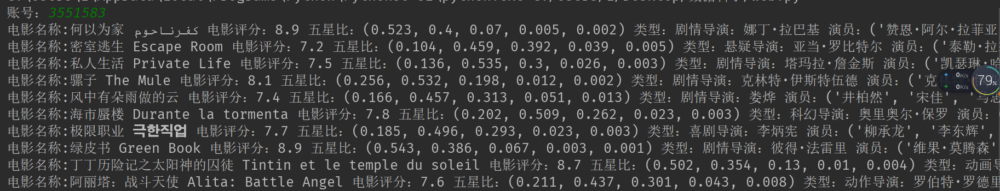 账号：3551583
电影名称:何以为家 كفرناحوم 电影评分：8.9 五星比：(0.523, 0.4, 0.07, 0.005, 0.002) 类型：剧情导演：娜丁·拉巴基 演员：('赞恩·阿尔·拉菲亚
电影名称:密室逃生 Escape Room 电影评分：7.2 五星比：(0.104, 0.459, 0.392, 0.039, 0.005) 类型：悬疑导演：亚当·罗比特尔 演员：('泰勒·拉
电影名称:私人生活 Private Life 电影评分：7.5 五星比：(0.136, 0.535, 0.3, 0.026, 0.003) 类型：剧情导演：塔玛拉·詹金斯 演员：('凯瑟琳·哈
电影名称:骡子 The Mule 电影评分：8.1 五星比：(0.256, 0.532, 0.198, 0.012, 0.002) 类型：剧情导演：克林特·伊斯特伍德 演员：('克
0K/s
0K/s
79%
电影名称:风中有朵雨做的云 电影评分：7.4 五星比：(0.166, 0.457, 0.313, 0.051, 0.013) 类型：剧情导演：娄烨 演员：('井柏然', '宋佳', '马思
电影名称:海市蜃楼 Durante la tormenta 电影评分：7.8 五星比：(0.202, 0.509, 0.262, 0.023, 0.003) 类型：科幻导演：奥里奥尔·保罗 演员：
电影名称:极限职业 극한직업 电影评分：7.7 五星比：(0.185, 0.496, 0.293, 0.023, 0.003) 类型：喜剧导演：李炳宪 演员：('柳承龙', '李东辉',
电影名称:绿皮书 Green Book 电影评分：8.9 五星比：(0.543, 0.386, 0.067, 0.003, 0.001) 类型：剧情导演：彼得·法雷里 演员：('维果·莫腾森'
电影名称:丁丁历险记之太阳神的囚徒 Tintin et le temple du soleil 电影评分：8.7 五星比：(0.502, 0.354, 0.13, 0.01, 0.004) 类型：动画导
电影名称:阿丽塔：战斗天使 Alita: Battle Angel 电影评分：7.6 五星比：(0.211, 0.437, 0.301, 0.043, 0.008) 类型：动作导演：罗伯特·罗德里